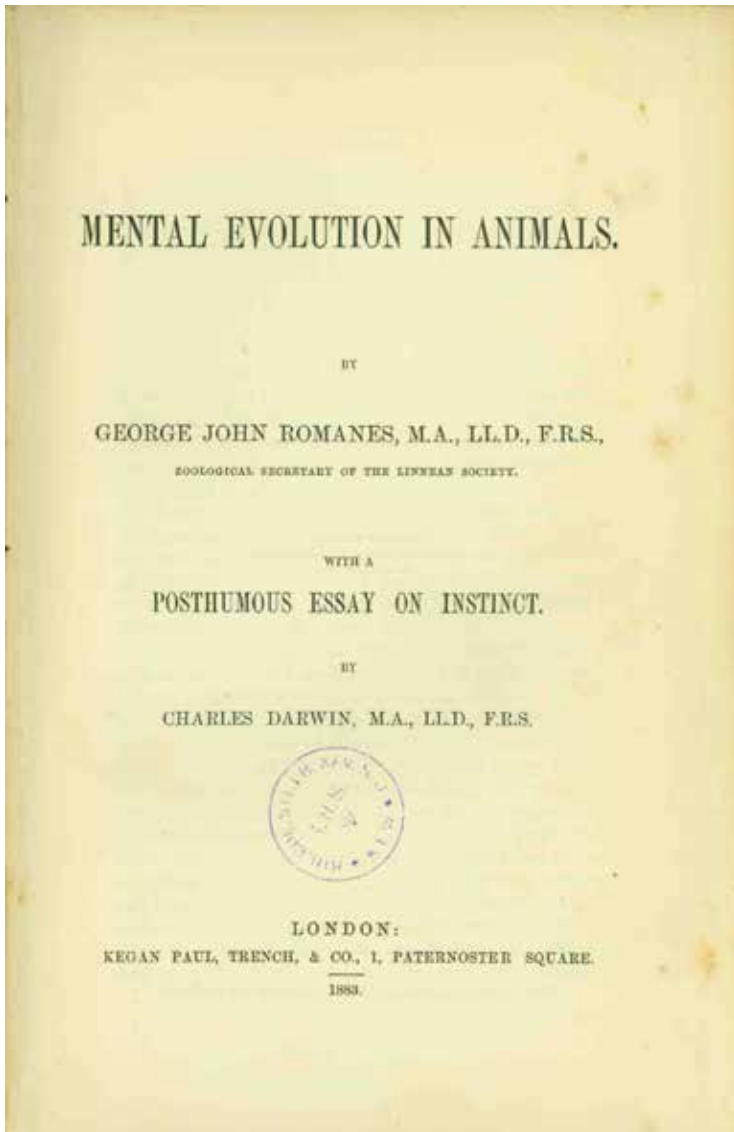 MENTAL EVOLUTION IN ANIMALS.
BY
GEORGE JOHN ROMANES, M.A., LL.D., F.R.S.,
ZOOLOGICAL SECRETARY OF THE LINNEAN SOCIETY.
WITH A
POSTHUMOUS ESSAY ON INSTINCT.
BY
CHARLES DARWIN, M.A., LL.D., F.R.S.
LONDON:
KEGAN PAUL, TRENCH, & CO., 1, PATERNOSTER SQUARE.
1883.